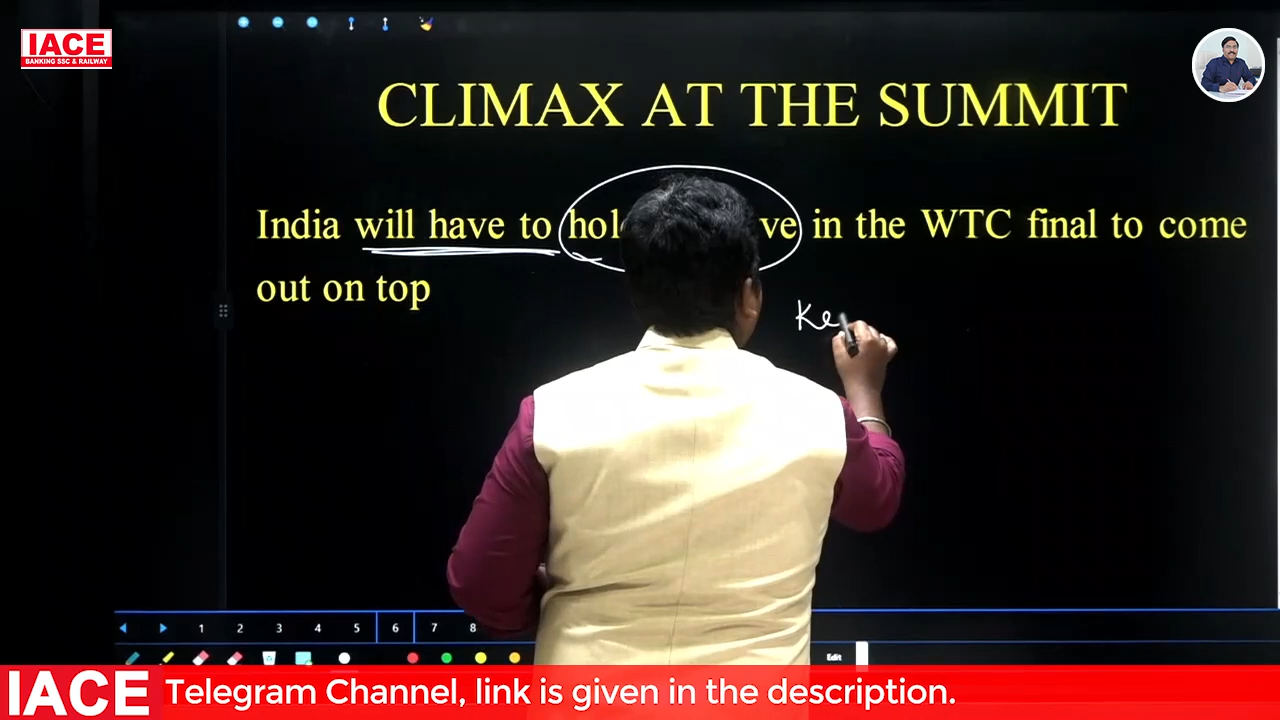 IACE
BANKING SSC & RAILWAY
CLIMAX AT THE SUMMIT
India will have to in the WTC final to come
out on top
Ke
1 2 3 4 5 6 7 8
Edit
IACE Telegram Channel, link is given in the description.